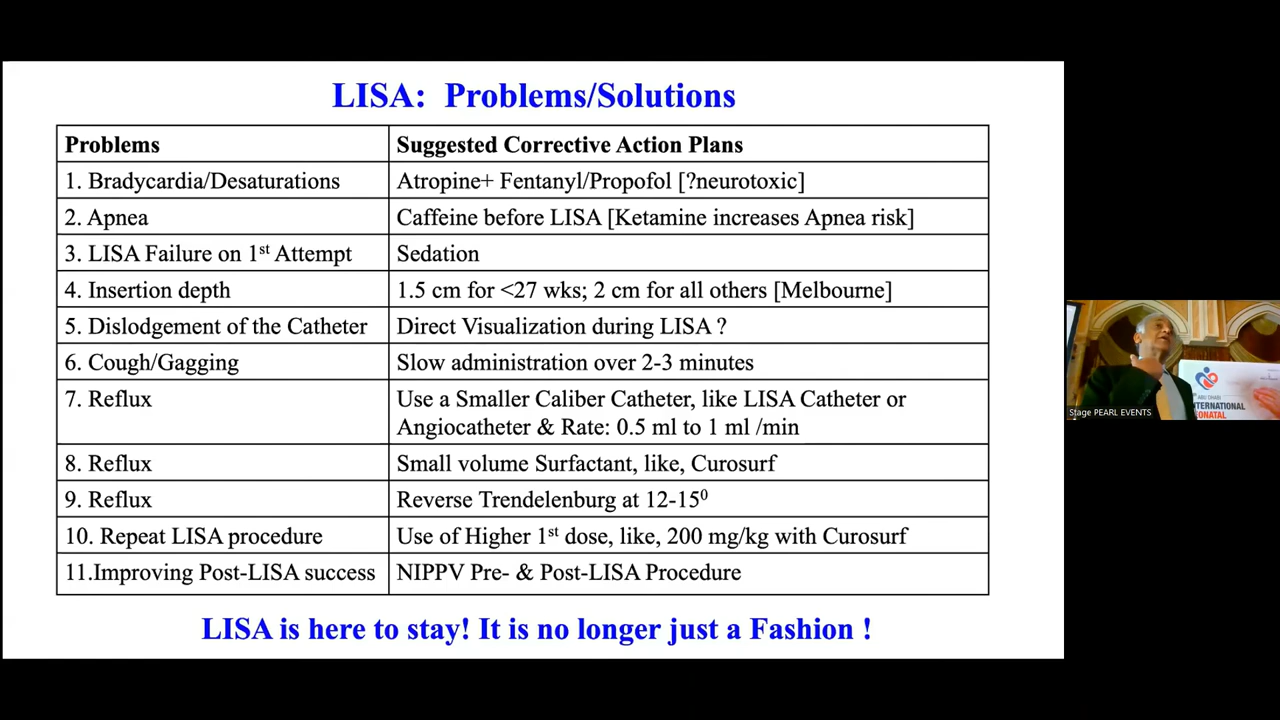 LISA: Problems/Solutions
Problems Suggested Corrective Action Plans
1. Bradycardia/Desaturations Atropine+ Fentanyl/Propofol [?neurotoxic]
2. Apnea Caffeine before LISA [Ketamine increases Apnea risk]
3. LISA Failure on 1st Attempt Sedation
4. Insertion depth 1.5 cm for <27 wks; 2 cm for all others [Melbourne]
5. Dislodgement of the Catheter Direct Visualization during LISA ?
6. Cough/Gagging Slow administration over 2-3 minutes
7. Reflux Use a Smaller Caliber Catheter, like LISA Catheter or
Angiocatheter & Rate: 0.5 ml to 1 ml /min
8. Reflux Small volume Surfactant, like, Curosurf
9. Reflux Reverse Trendelenburg at 12-15⁰
10. Repeat LISA procedure Use of Higher 1st dose, like, 200 mg/kg with Curosurf
11.Improving Post-LISA success NIPPV Pre- & Post-LISA Procedure
LISA is here to stay! It is no longer just a Fashion !
ABU DHABI
Stage PEARL EVENTS